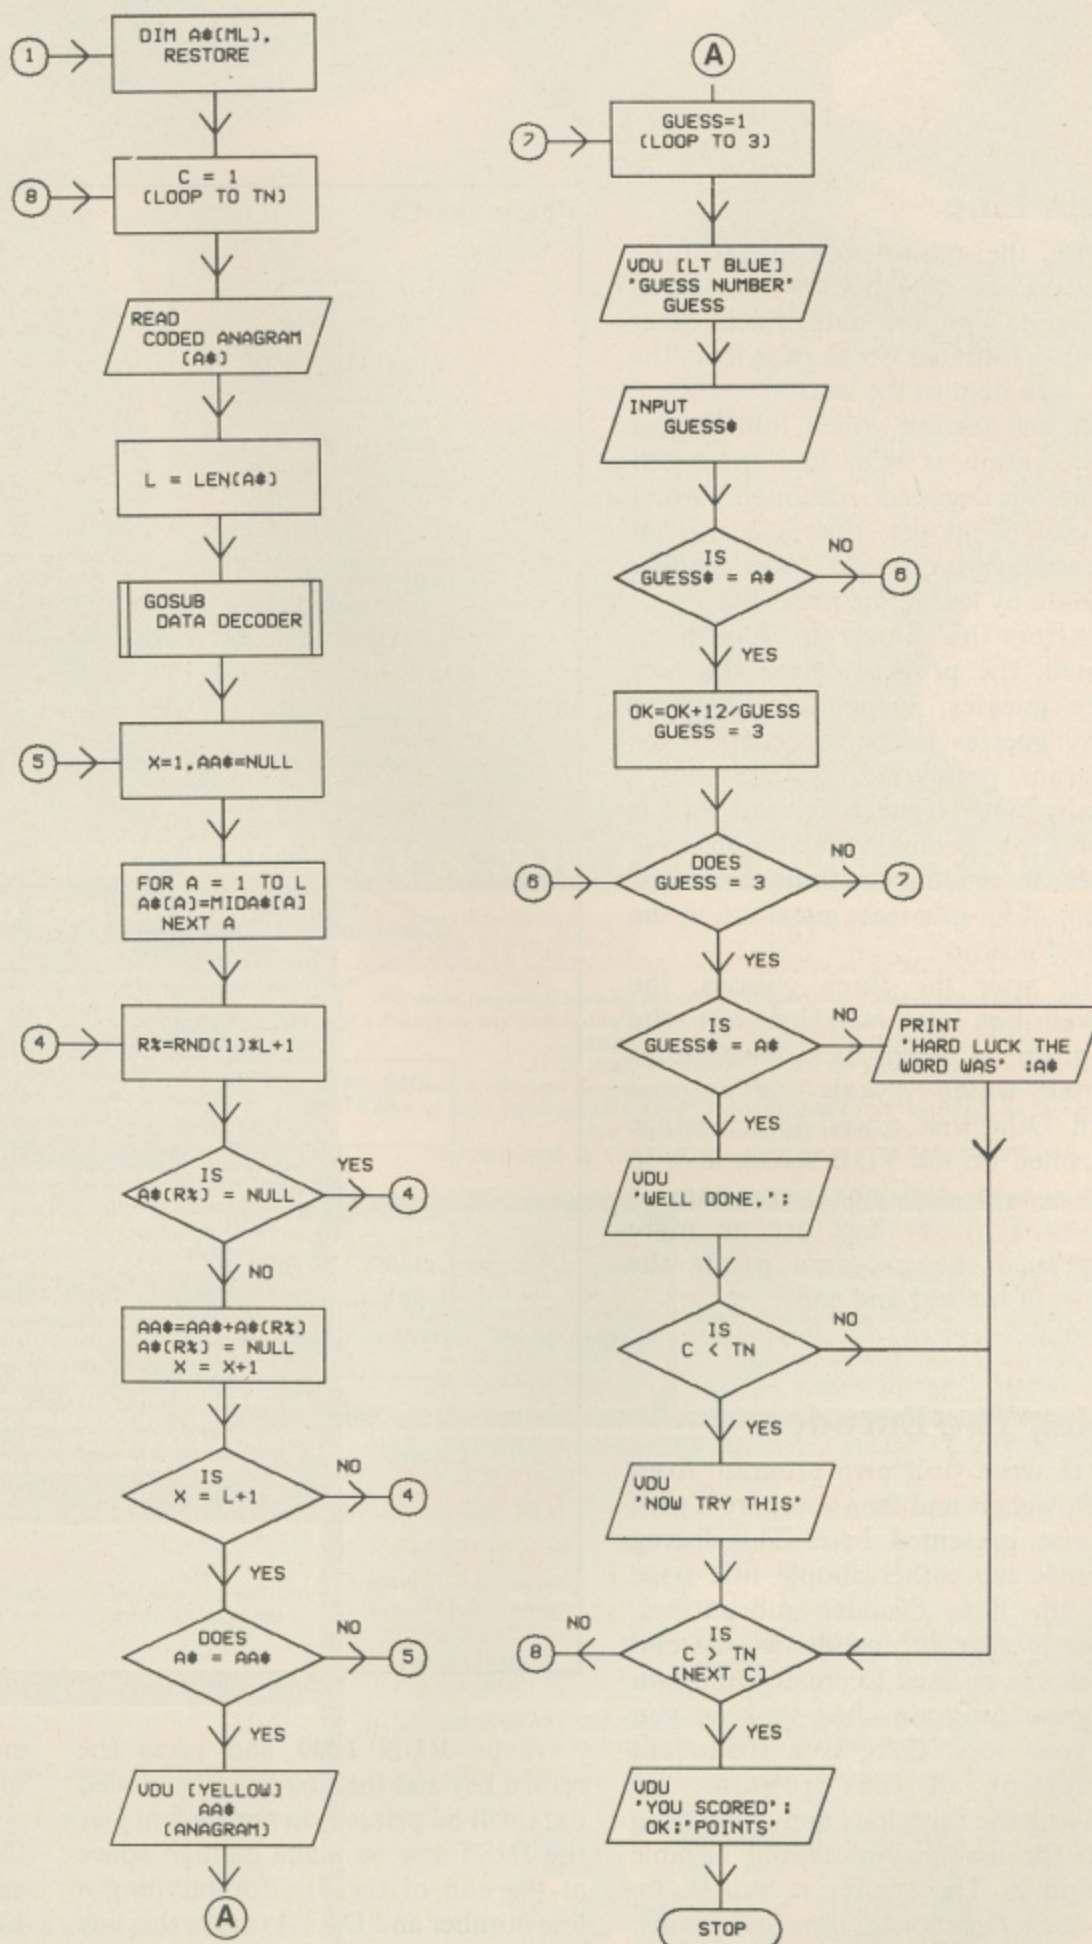 1
DIM A$(ML),
RESTORE
8
C = 1
(LOOP TO TN)
READ
CODED ANAGRAM
(A$)
L = LEN(A$)
GOSUB
DATA DECODER
5
X=1,AA$=NULL
FOR A = 1 TO L
A$(A)=MIDA$(A)
NEXT A
4
R%=RND(1)*L+1
IS
A$(R%) = NULL
YES
4
NO
AA$=AA$+A$(R%)
A$(R%) = NULL
X = X+1
IS
X = L+1
NO
4
YES
DOES
A$ = AA$
NO
5
YES
VDU [YELLOW]
AA$
(ANAGRAM)
A
A
7
GUESS=1
(LOOP TO 3)
VDU [LT BLUE]
"GUESS NUMBER"
GUESS
INPUT
GUESS$
IS
GUESS$ = A$
NO
6
YES
OK=OK+12/GUESS
GUESS = 3
6
DOES
GUESS = 3
NO
7
YES
IS
GUESS$ = A$
NO
PRINT
"HARD LUCK THE
WORD WAS" ;A$
YES
VDU
"WELL DONE,";
IS
C < TN
NO
YES
VDU
"NOW TRY THIS"
8
NO
IS
C > TN
[NEXT C]
YES
VDU
"YOU SCORED";
OK;"POINTS"
STOP